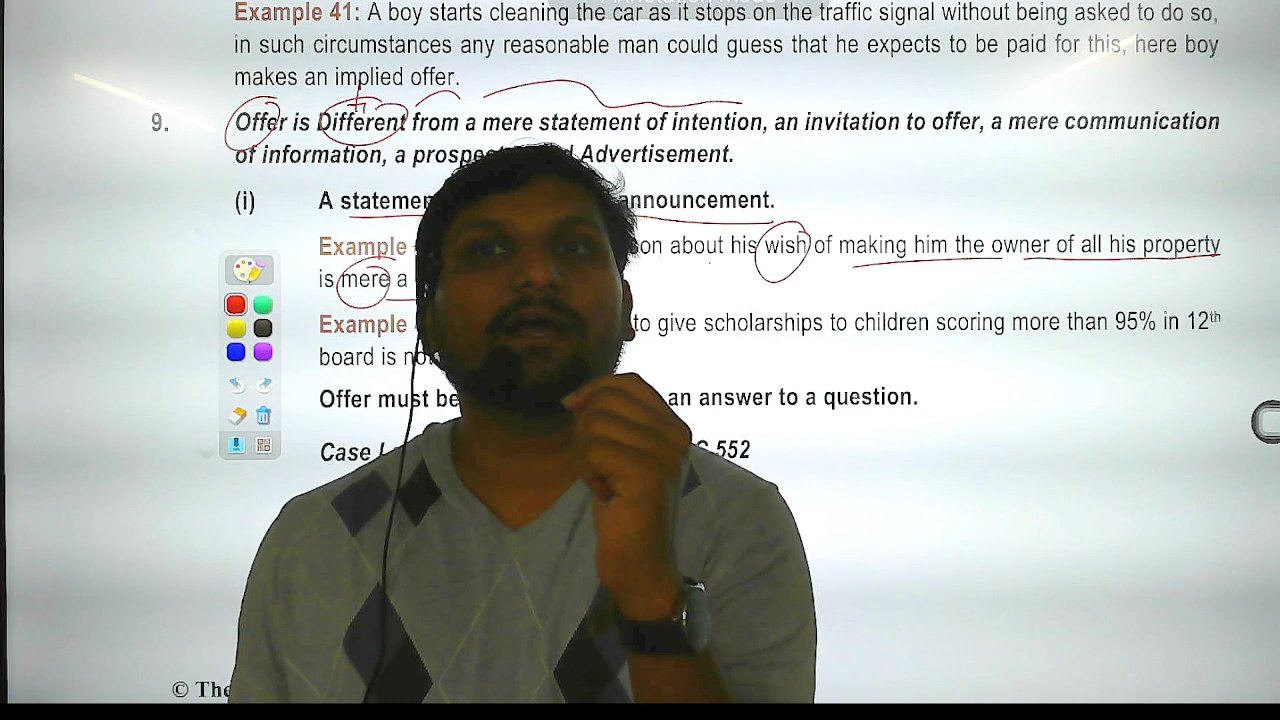 Example 41: A boy starts cleaning the car as it stops on the traffic signal without being asked to do so,
in such circumstances any reasonable man could guess that he expects to be paid for this, here boy
makes an implied offer.
9. Offer is Different from a mere statement of intention, an invitation to offer, a mere communication
of information, a Advertisement.
(i) A announcement.
Example about his wish of making him the owner of all his property
is mere a
Example to give scholarships to children scoring more than 95% in 12th
board is
Offer must be an answer to a question.
Case 552
©